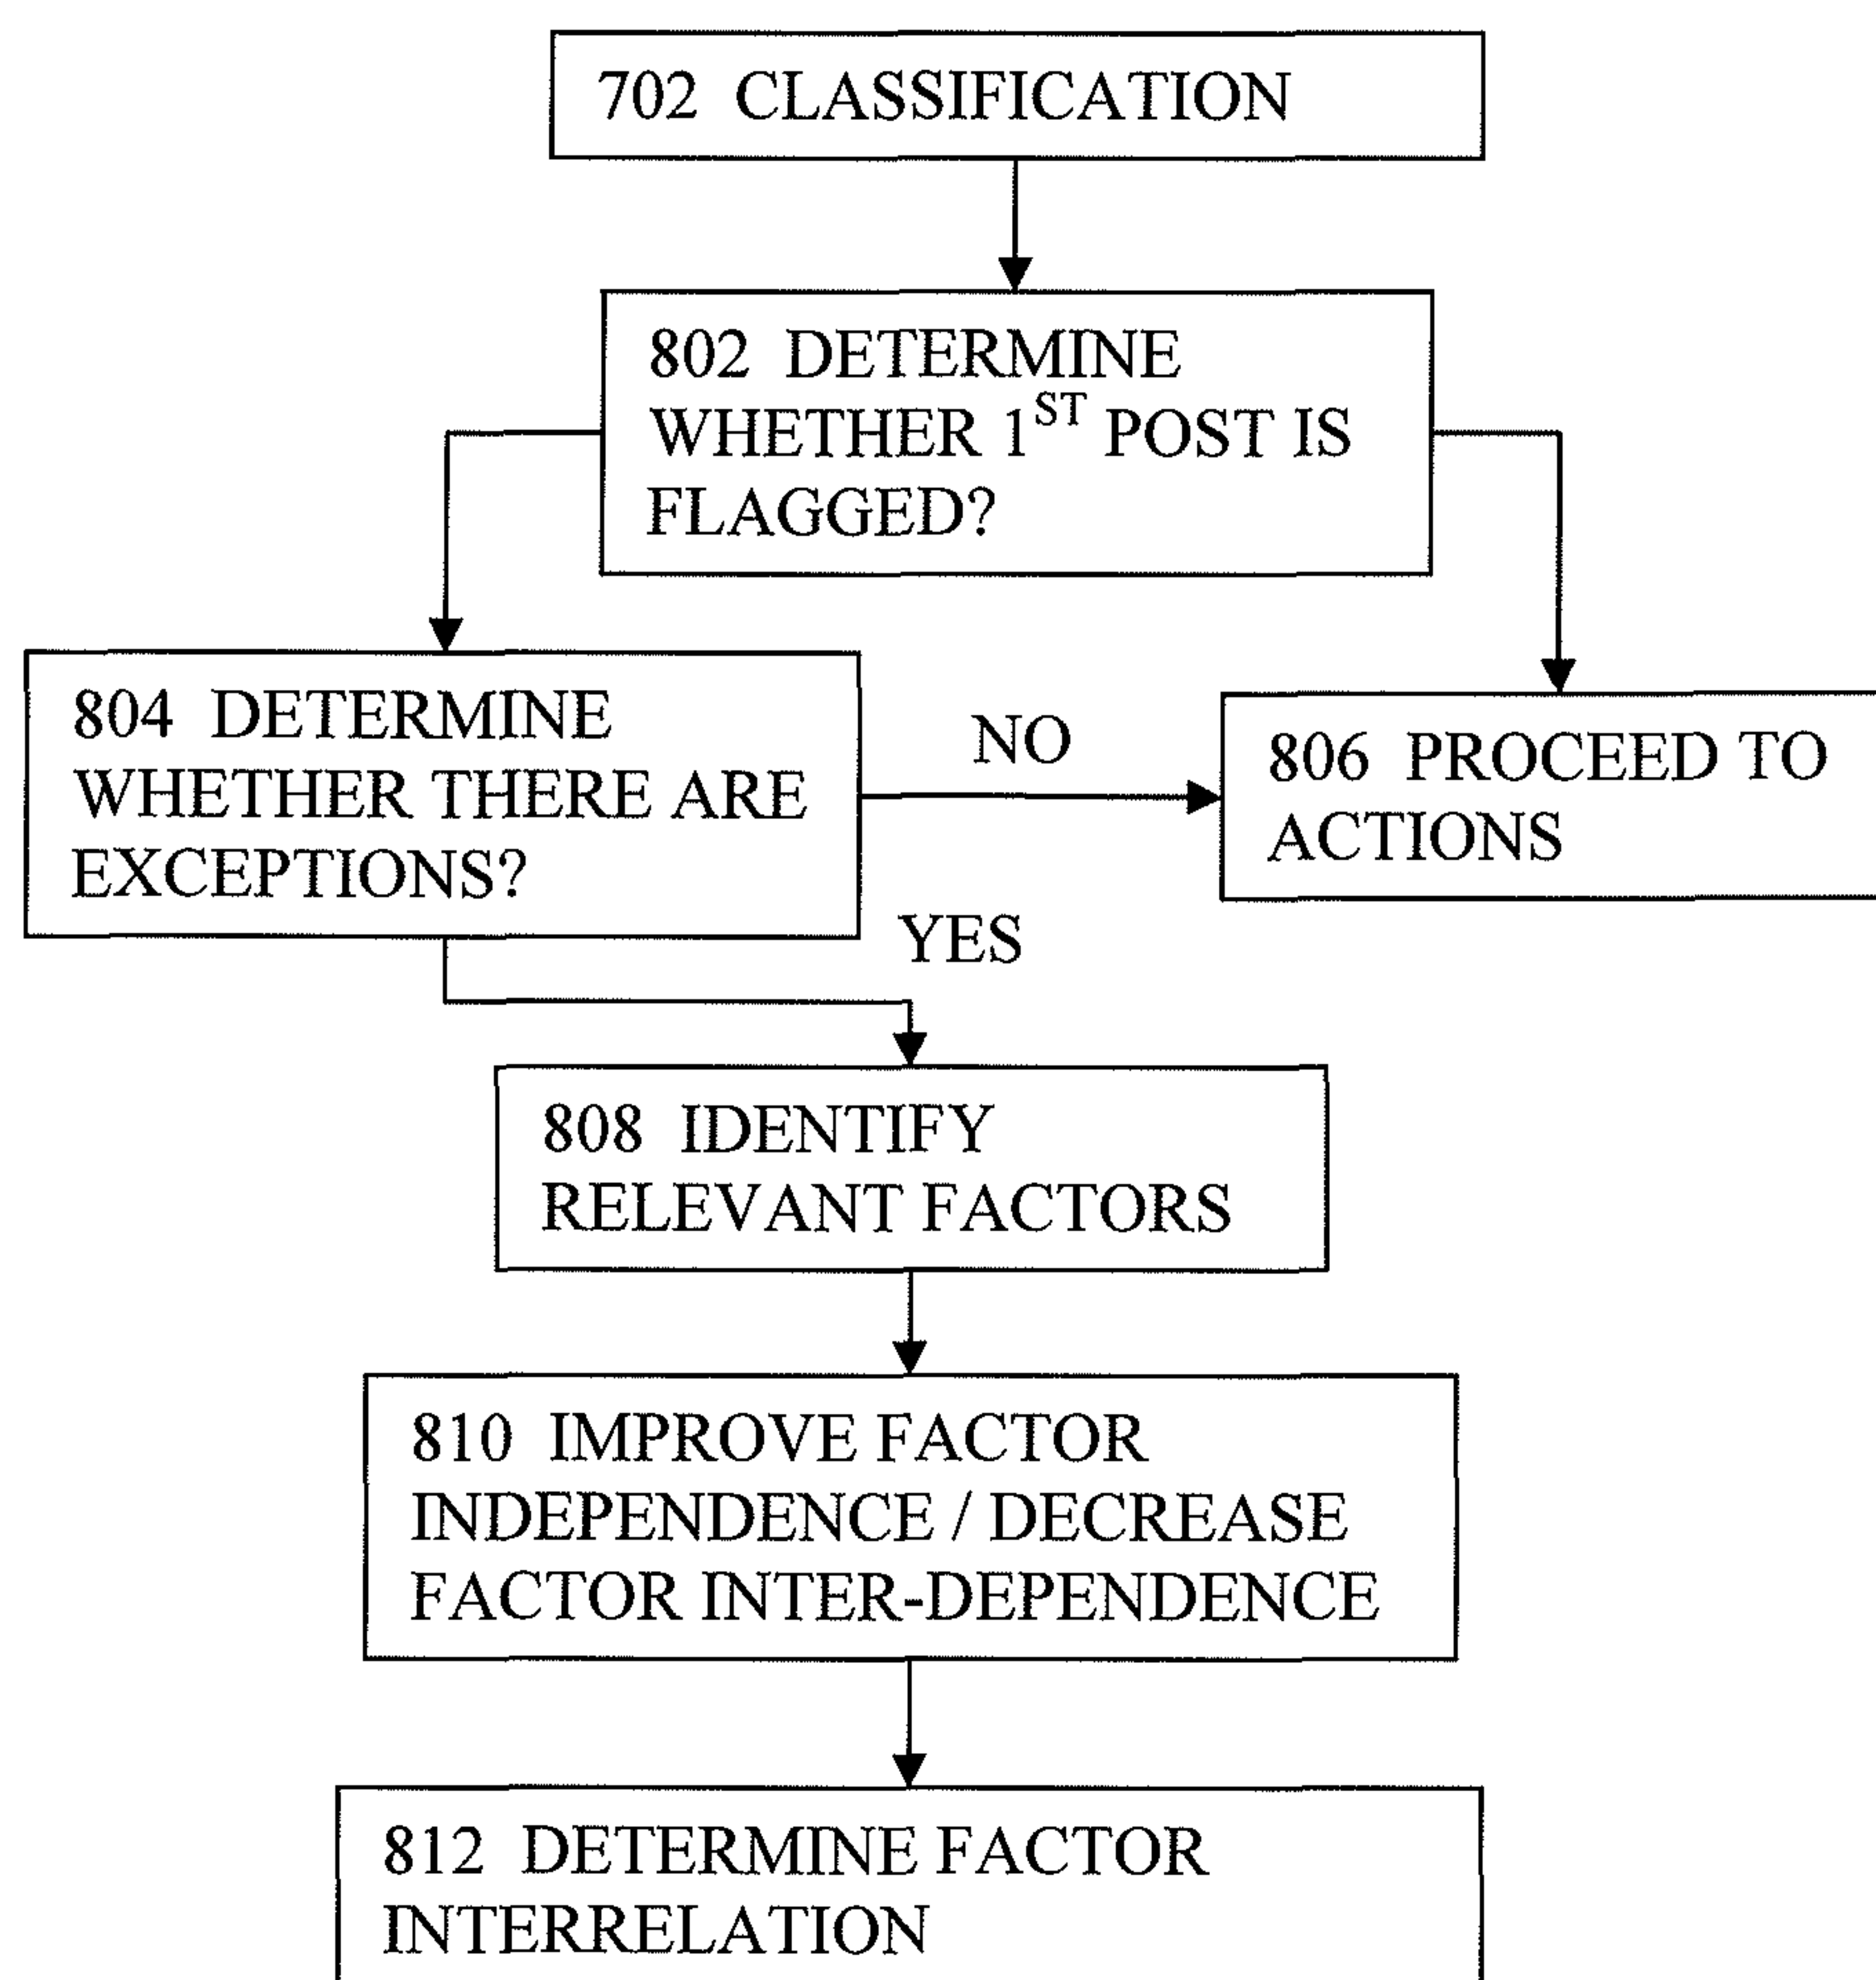 702 CLASSIFICATION
802 DETERMINE
WHETHER 1ST POST IS
FLAGGED?
804 DETERMINE
WHETHER THERE ARE
EXCEPTIONS?
NO
806 PROCEED TO
ACTIONS
YES
808 IDENTIFY
RELEVANT FACTORS
810 IMPROVE FACTOR
INDEPENDENCE / DECREASE
FACTOR INTER-DEPENDENCE
812 DETERMINE FACTOR
INTERRELATION